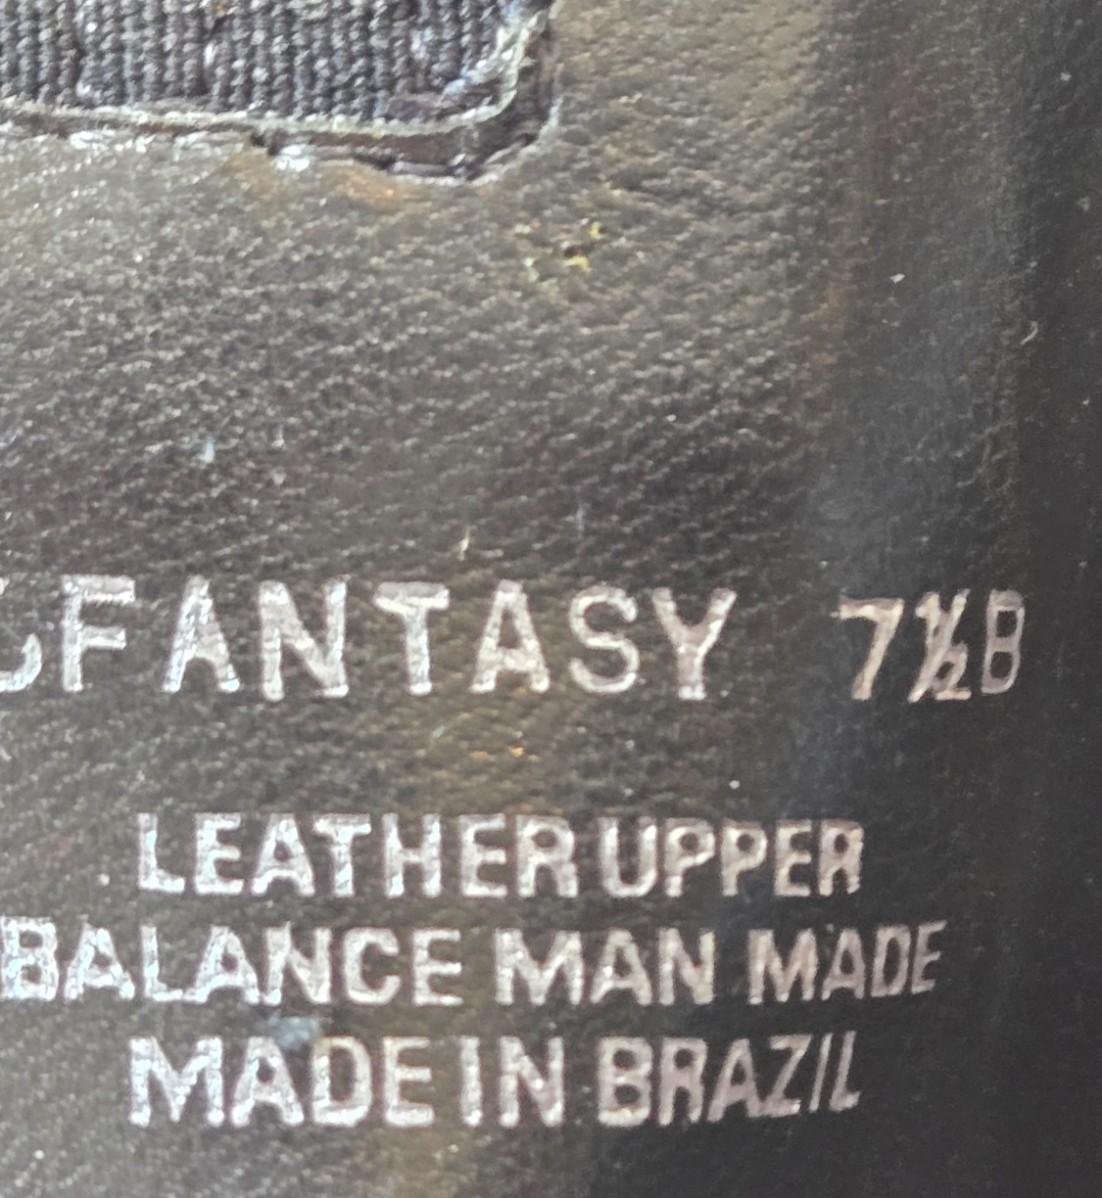 FANTASY 7½B
LEATHER UPPER
BALANCE MAN MADE
MADE IN BRAZIL